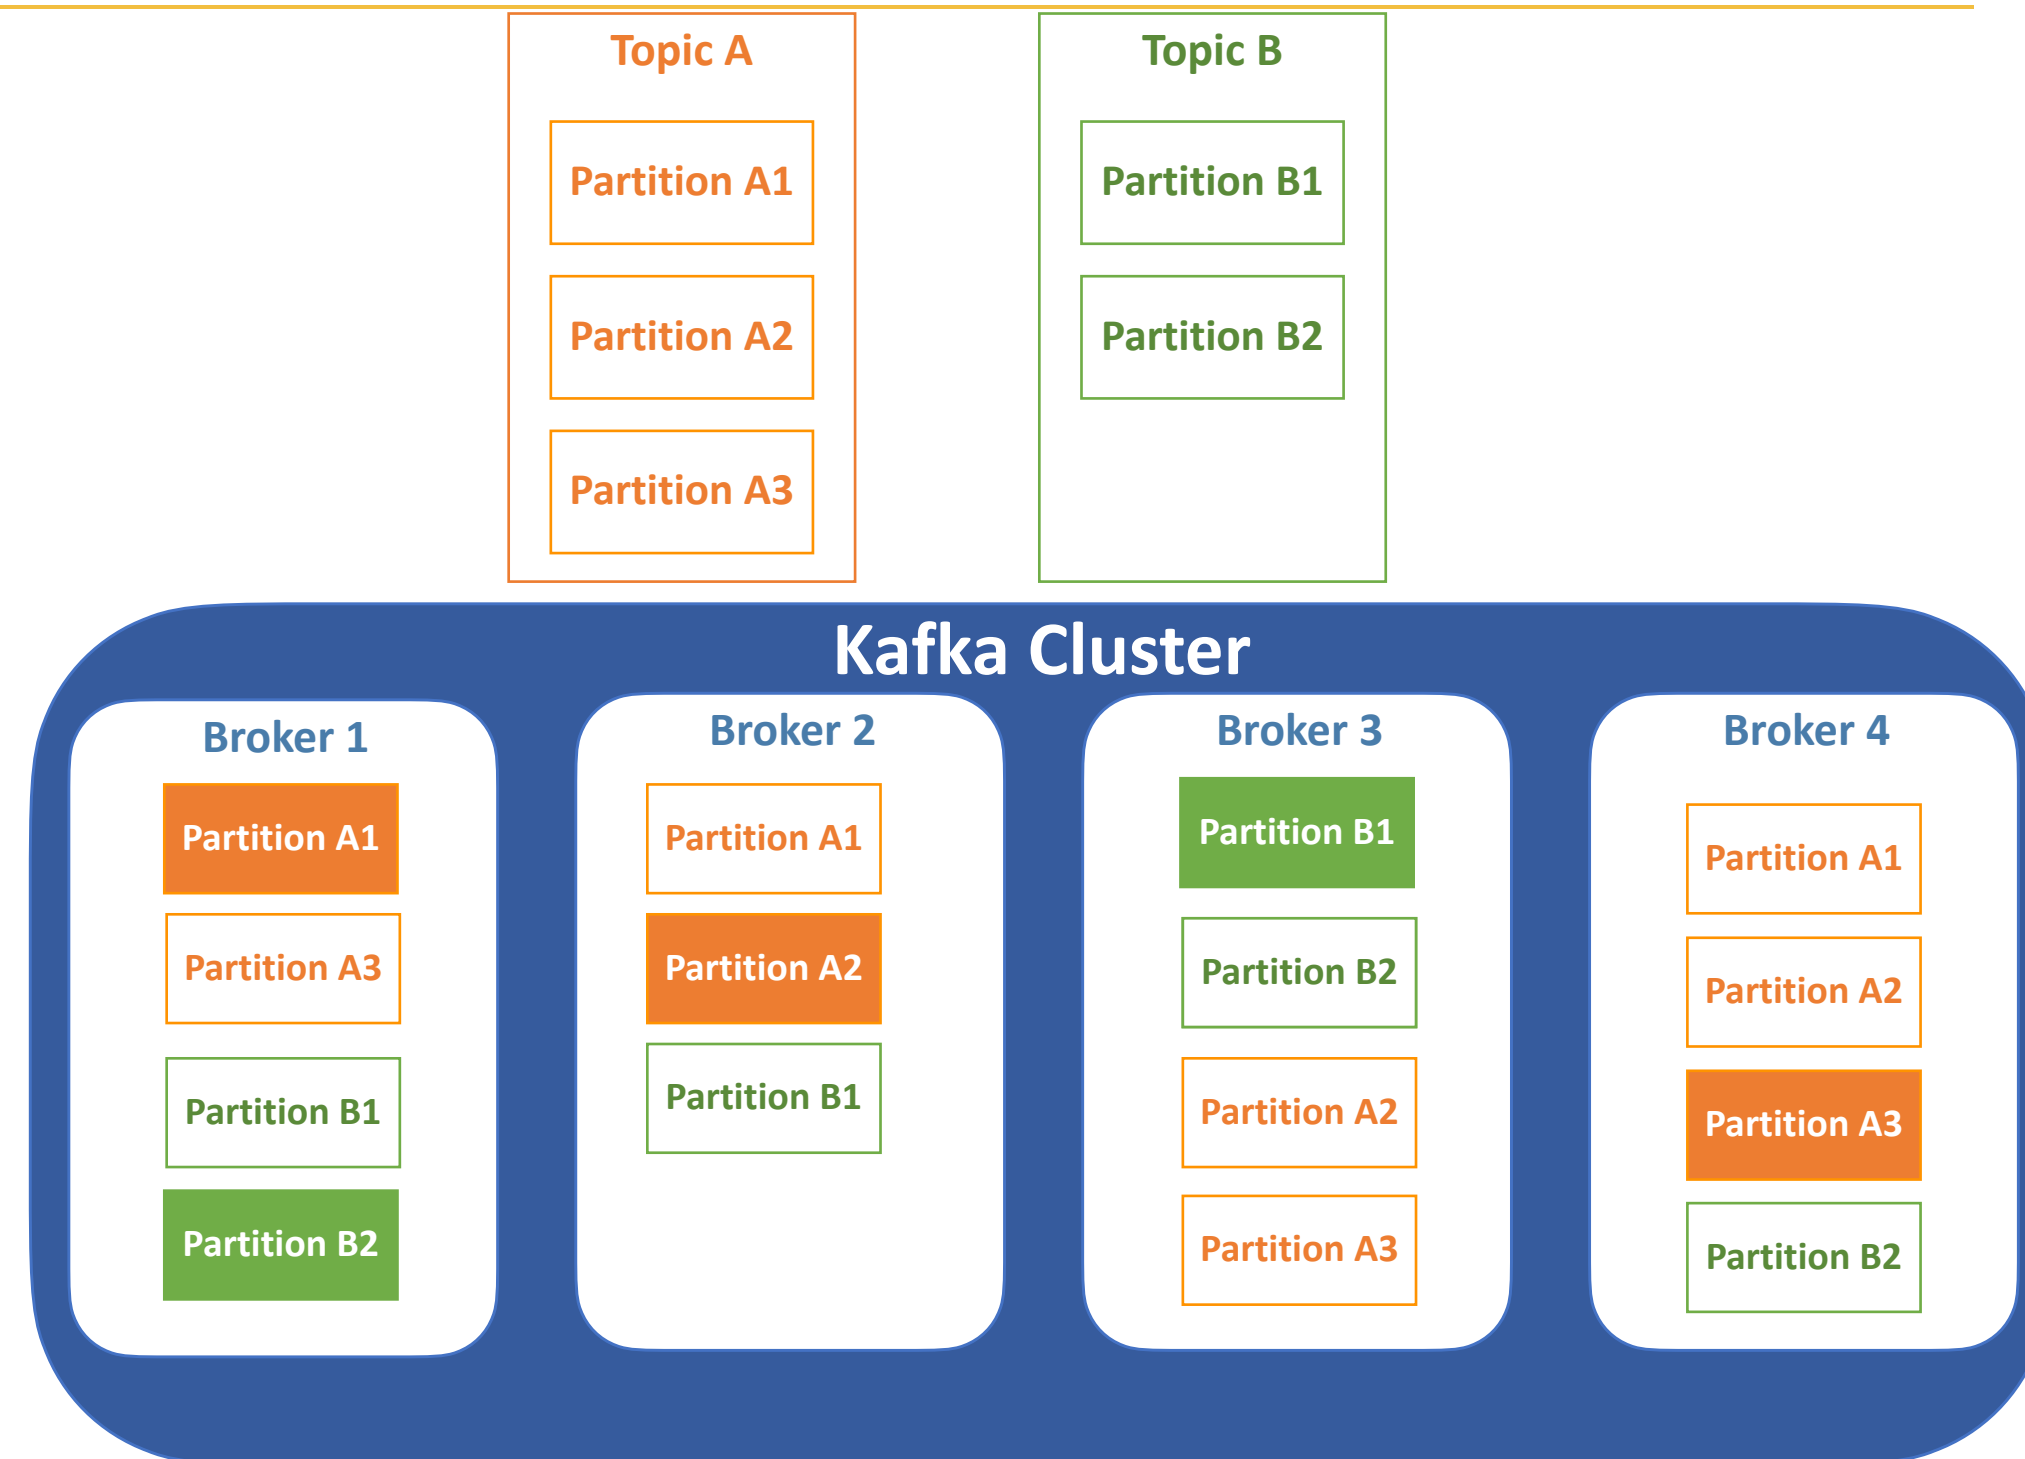 Topic A
Partition A1
Partition A2
Partition A3
Topic B
Partition B1
Partition B2
Kafka Cluster
Broker 1
Partition A1
Partition A3
Partition B1
Partition B2
Broker 2
Partition A1
Partition A2
Partition B1
Broker 3
Partition B1
Partition B2
Partition A2
Partition A3
Broker 4
Partition A1
Partition A2
Partition A3
Partition B2